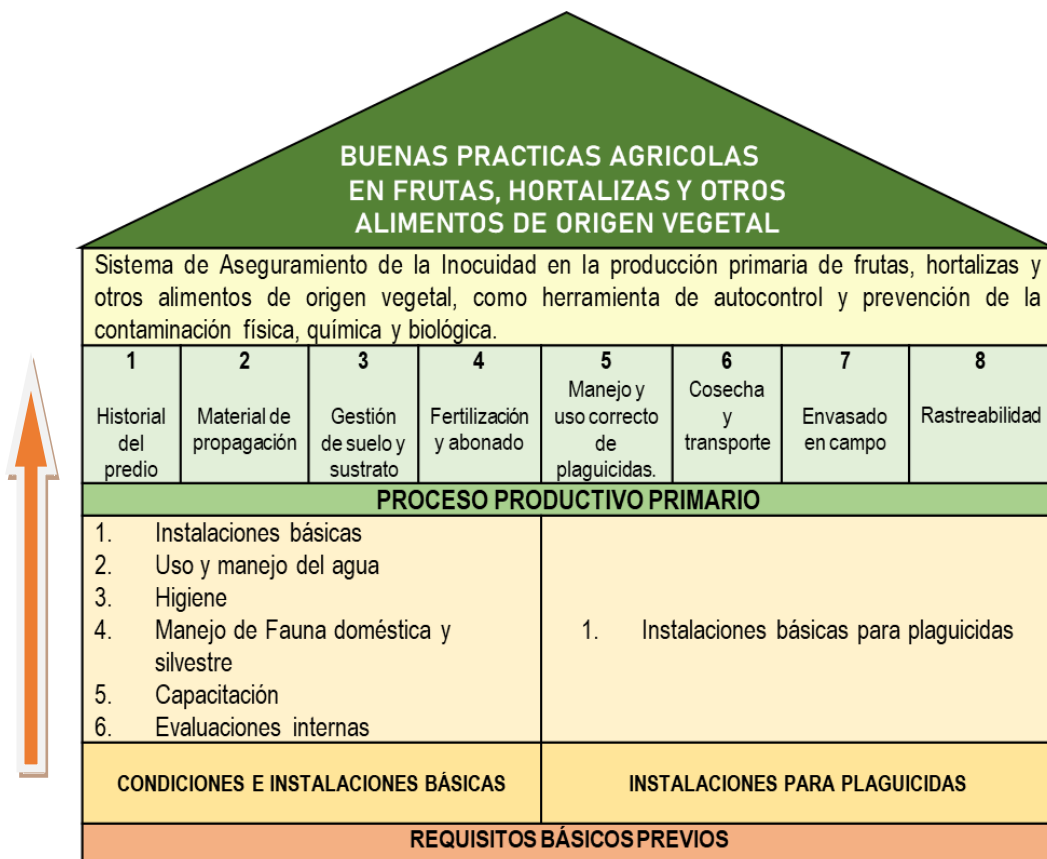 BUENAS PRACTICAS AGRICOLAS
EN FRUTAS, HORTALIZAS Y OTROS
ALIMENTOS DE ORIGEN VEGETAL
Sistema de Aseguramiento de la Inocuidad en la producción primaria de frutas, hortalizas y
otros alimentos de origen vegetal, como herramienta de autocontrol y prevención de la
contaminación física, química y biológica.
1
Historial
del
predio
2
Material de
propagación
3
Gestión
de suelo y
sustrato
4
Fertilización
y abonado
5
Manejo y
uso correcto
de
plaguicidas.
6
Cosecha
y
transporte
7
Envasado
en campo
8
Rastreabilidad
PROCESO PRODUCTIVO PRIMARIO
1. Instalaciones básicas
2. Uso y manejo del agua
3. Higiene
4. Manejo de Fauna doméstica y
silvestre
5. Capacitación
6. Evaluaciones internas
1. Instalaciones básicas para plaguicidas
CONDICIONES E INSTALACIONES BÁSICAS
INSTALACIONES PARA PLAGUICIDAS
REQUISITOS BÁSICOS PREVIOS